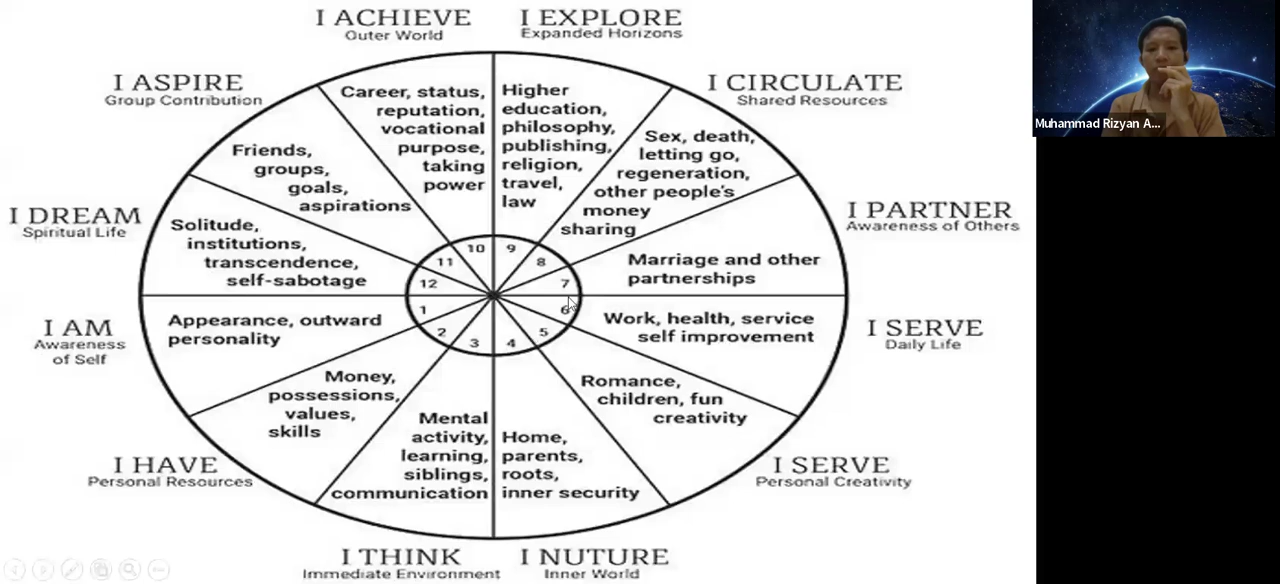 I ACHIEVE
Outer World
I EXPLORE
Expanded Horizons
I ASPIRE
Group Contribution
I CIRCULATE
Shared Resources
Career, status,
reputation,
vocational
purpose,
taking
power
Higher
education,
philosophy,
publishing,
religion,
travel,
law
Friends,
groups,
goals,
aspirations
Sex, death,
letting go,
regeneration,
other people's
money
sharing
I DREAM
Spiritual Life
I PARTNER
Awareness of Others
Solitude,
institutions,
transcendence,
self-sabotage
Marriage and other
partnerships
10
9
11
8
12
7
1
6
2
5
3
4
I AM
Awareness
of Self
Appearance, outward
personality
Work, health, service
self improvement
I SERVE
Daily Life
Money,
possessions,
values,
skills
Romance,
children, fun
creativity
Mental
activity,
learning,
siblings,
communication
Home,
parents,
roots,
inner security
I HAVE
Personal Resources
I SERVE
Personal Creativity
I THINK
Immediate Environment
I NUTURE
Inner World
Muhammad Rizyan A...